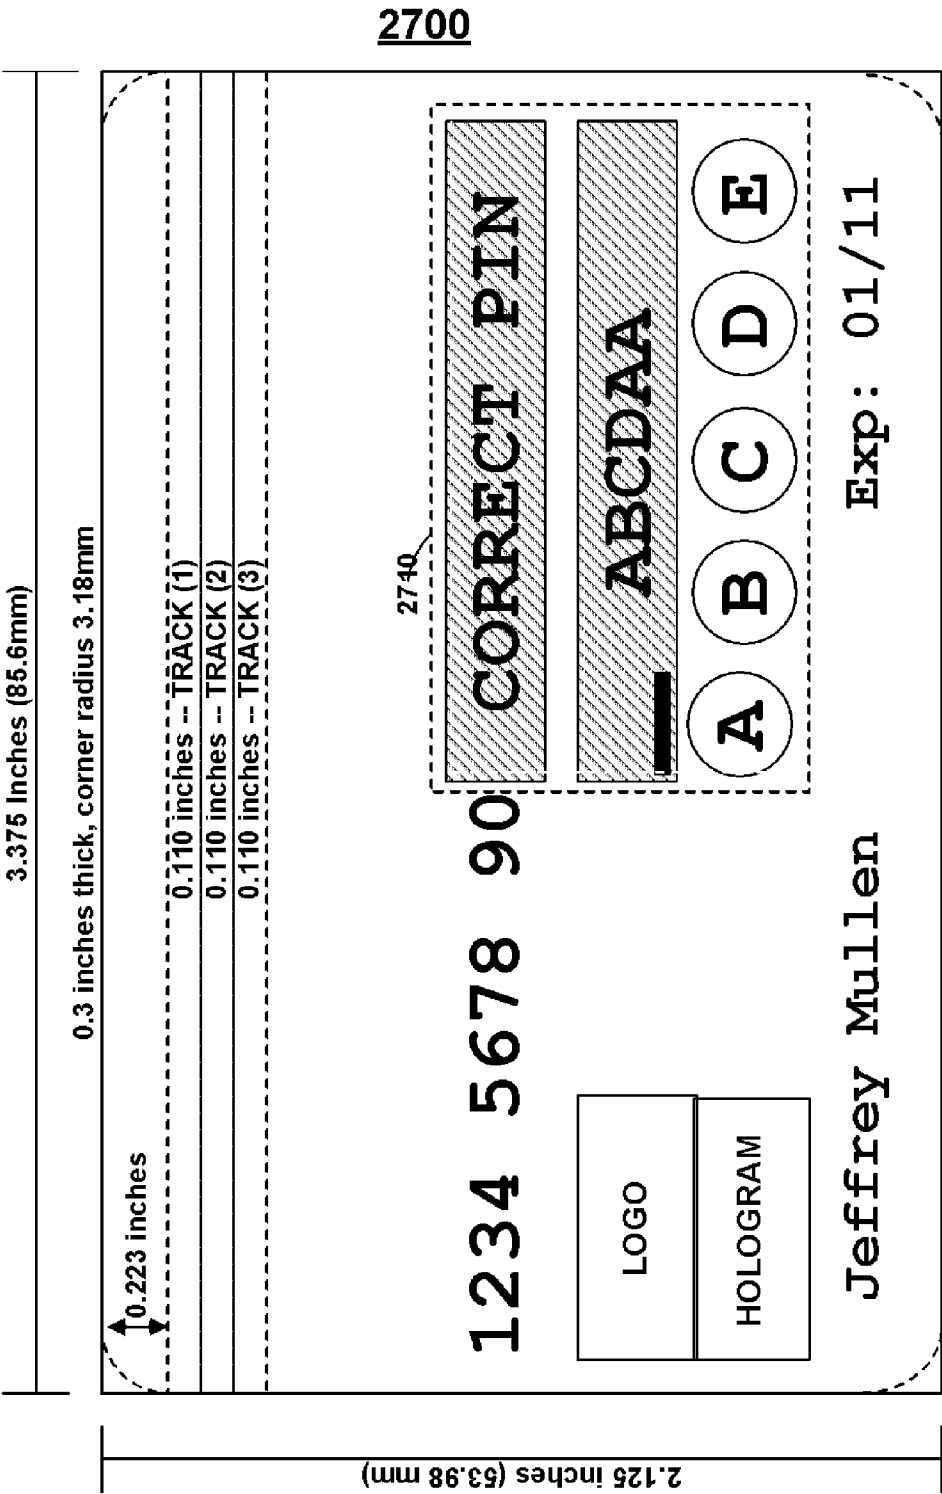 2700
3.375 Inches (85.6mm)
0.3 inches thick, corner radius 3.18mm
0.223 inches
0.110 inches -- TRACK (1)
0.110 inches -- TRACK (2)
0.110 inches -- TRACK (3)
2710
1234 5678 90
CORRECT PIN
ABCDAA
LOGO
HOLOGRAM
A B C D E
Jeffrey Mullen Exp: 01/11
2.125 inches (53.98 mm)